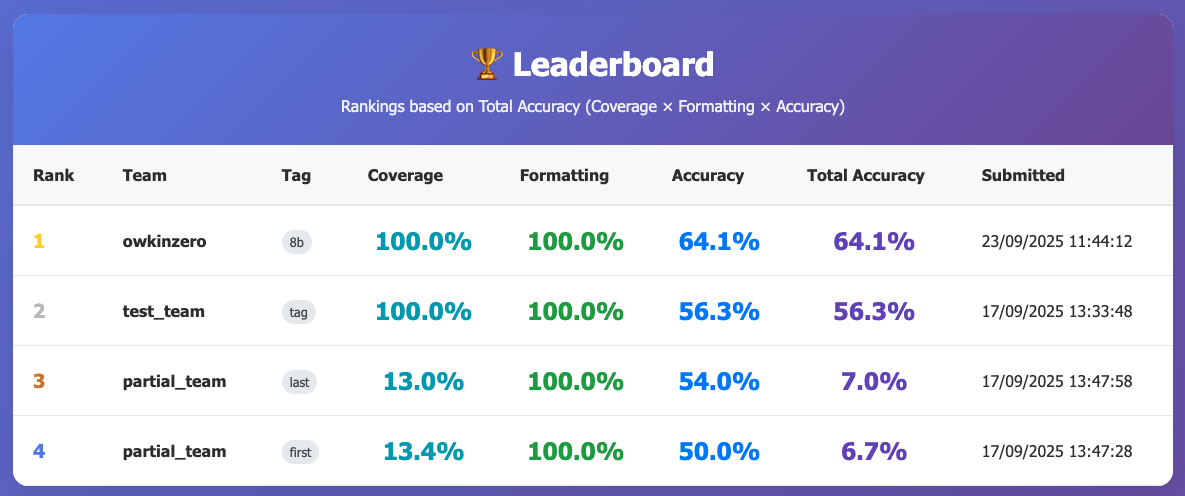 🏆 Leaderboard
Rankings based on Total Accuracy (Coverage × Formatting × Accuracy)
Rank Team Tag Coverage Formatting Accuracy Total Accuracy Submitted
1 owkinzero 8b 100.0% 100.0% 64.1% 64.1% 23/09/2025 11:44:12
2 test_team tag 100.0% 100.0% 56.3% 56.3% 17/09/2025 13:33:48
3 partial_team last 13.0% 100.0% 54.0% 7.0% 17/09/2025 13:47:58
4 partial_team first 13.4% 100.0% 50.0% 6.7% 17/09/2025 13:47:28